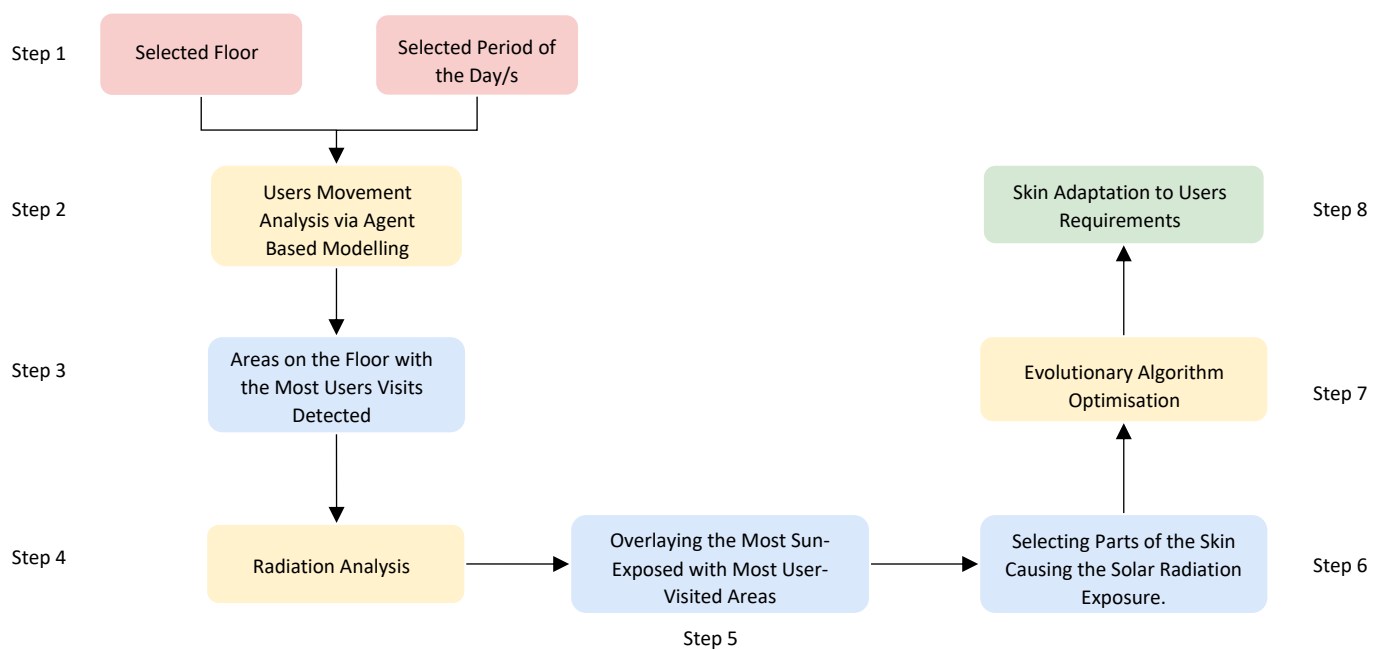 Step 1
Selected Floor
Selected Period of
the Day/s
Step 2
Users Movement
Analysis via Agent
Based Modelling
Skin Adaptation to Users
Requirements
Step 8
Step 3
Areas on the Floor with
the Most Users Visits
Detected
Evolutionary Algorithm
Optimisation
Step 7
Step 4
Radiation Analysis
Overlaying the Most Sun-
Exposed with Most User-
Visited Areas
Step 5
Selecting Parts of the Skin
Causing the Solar Radiation
Exposure.
Step 6